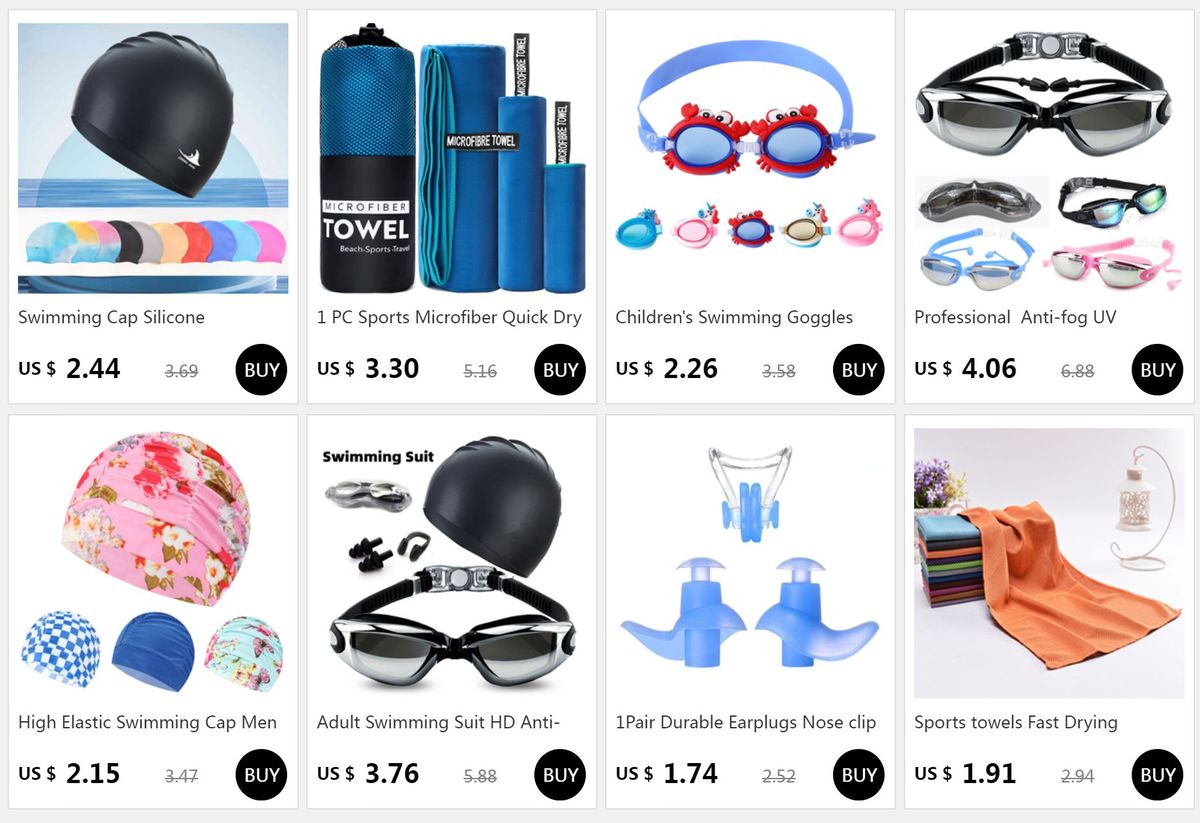 MICROFIBER
TOWEL
Beach-Sports-Travel
MICROFIBRE TOWEL
MICROFIBRE TOWEL
MICROFIBRE TOWEL
Swimming Cap Silicone
US $ 2.44 3.69 BUY
1 PC Sports Microfiber Quick Dry
US $ 3.30 5.16 BUY
Children's Swimming Goggles
US $ 2.26 3.58 BUY
Professional Anti-fog UV
US $ 4.06 6.88 BUY
High Elastic Swimming Cap Men
US $ 2.15 3.47 BUY
Swimming Suit
Adult Swimming Suit HD Anti-
US $ 3.76 5.88 BUY
1Pair Durable Earplugs Nose clip
US $ 1.74 2.52 BUY
Sports towels Fast Drying
US $ 1.91 2.94 BUY